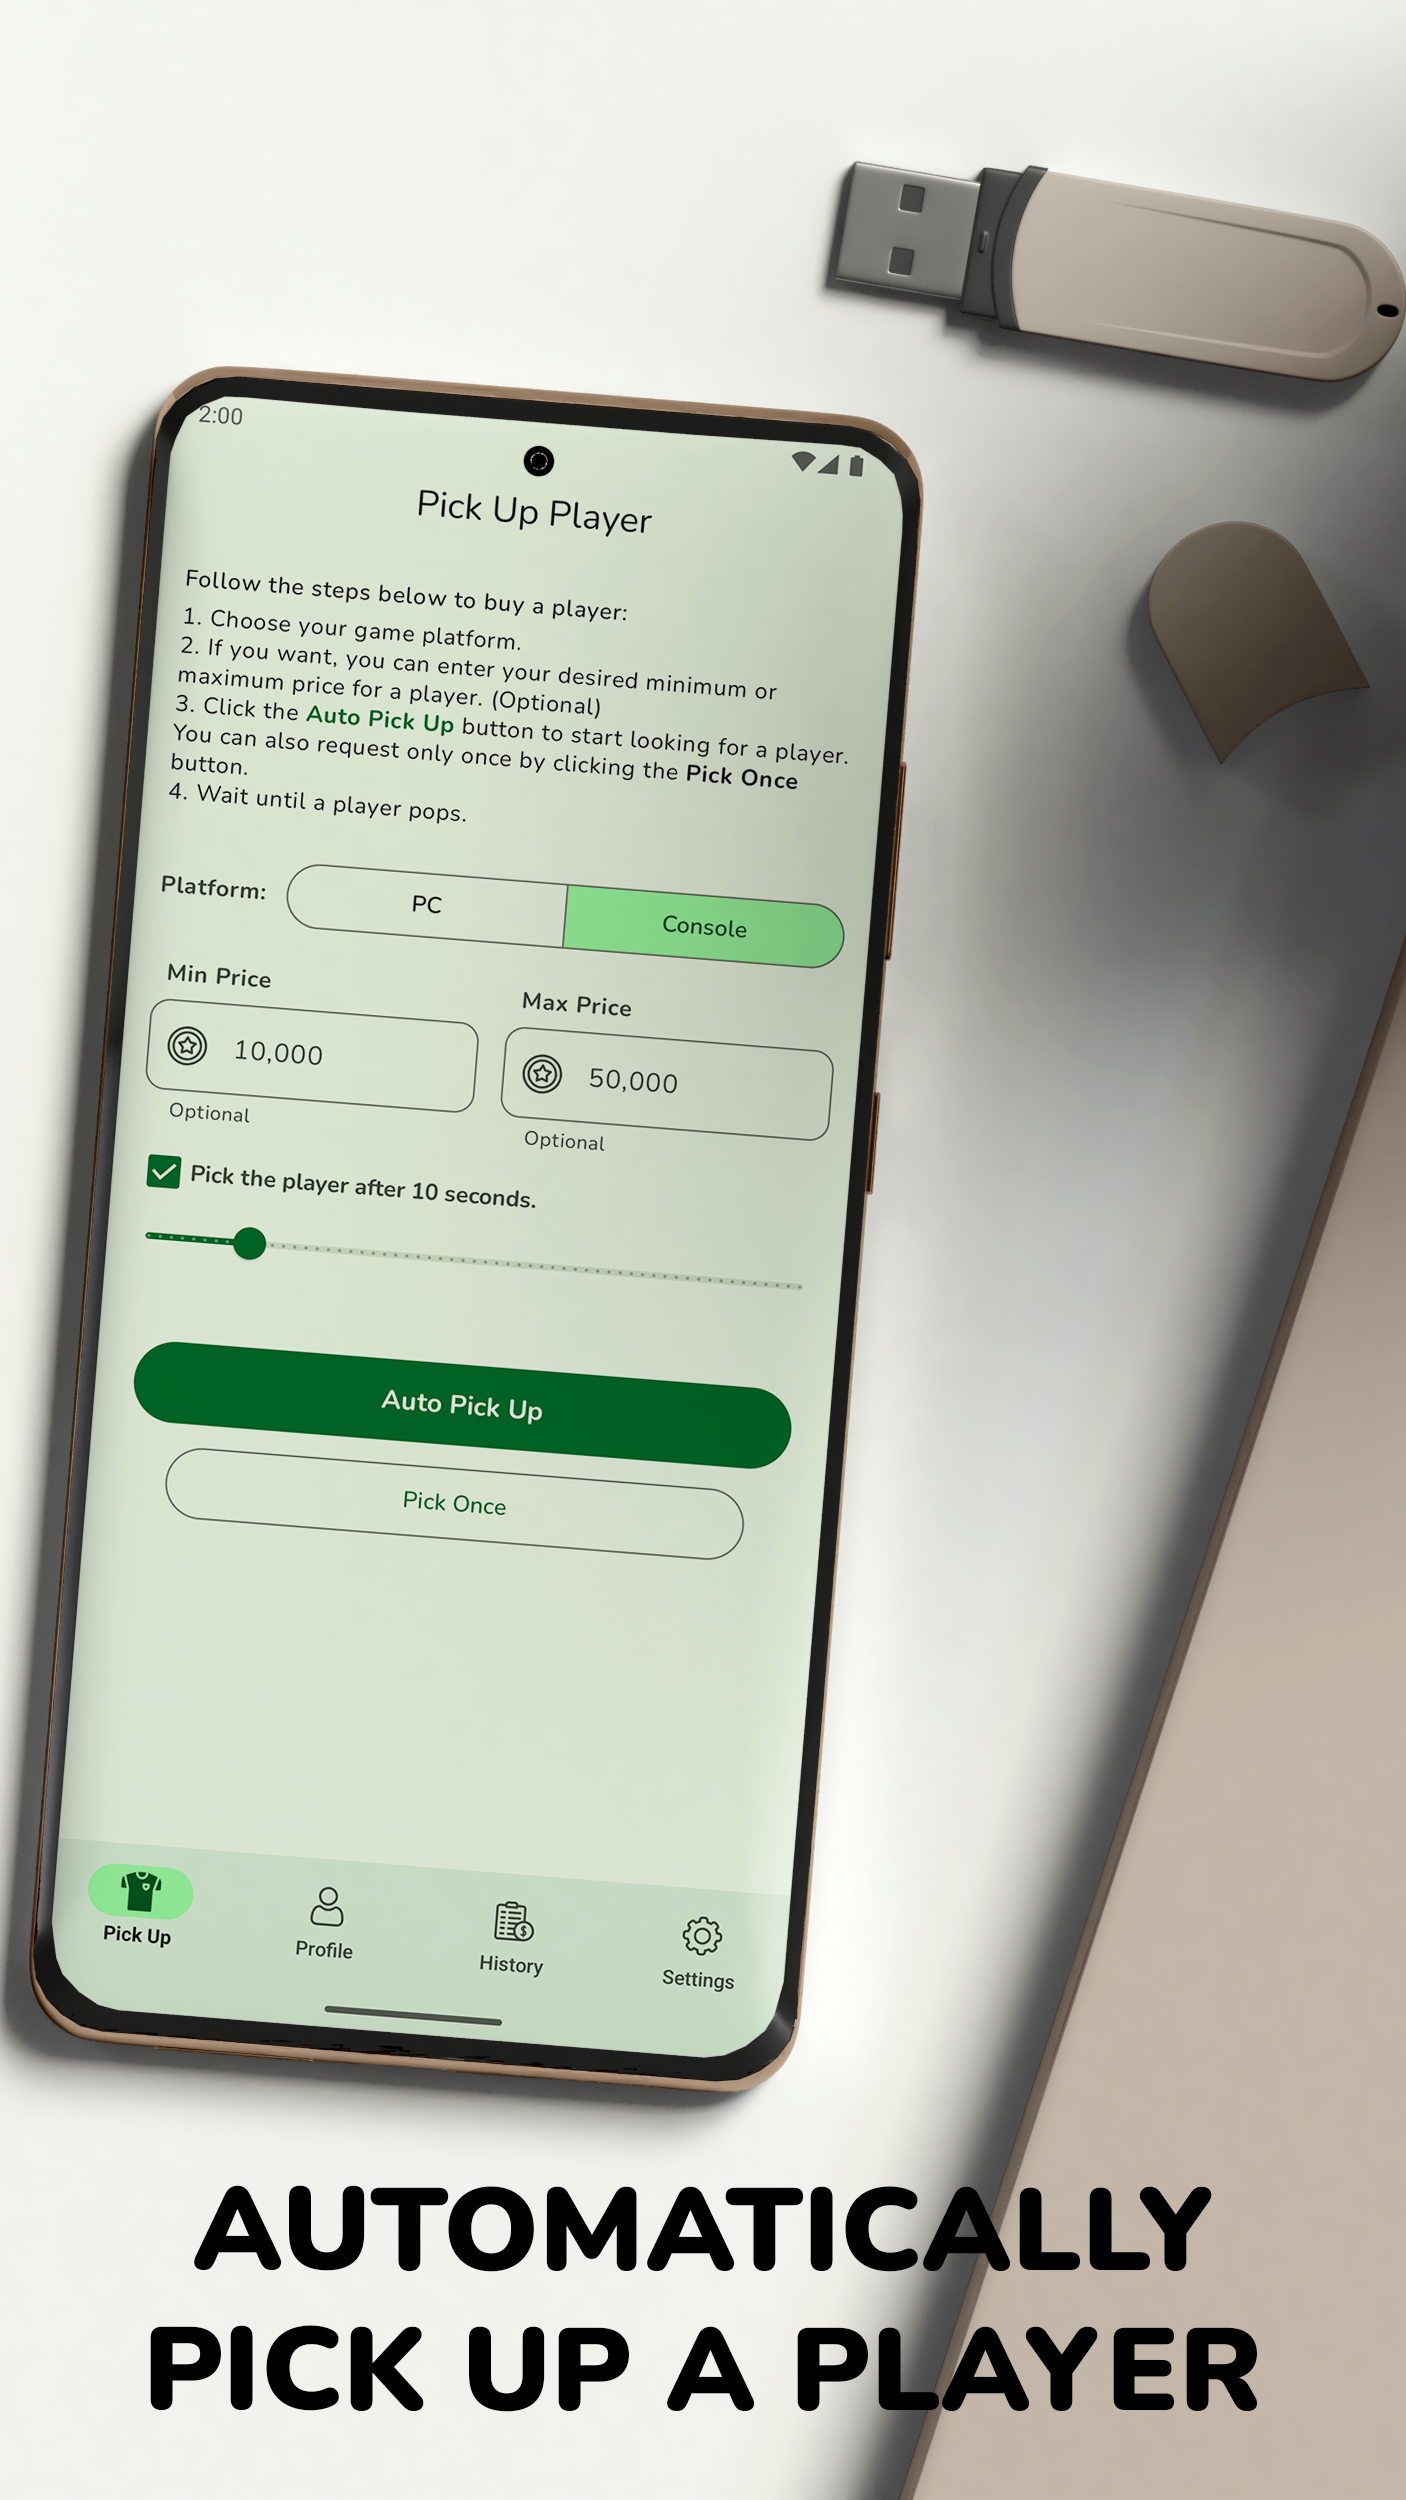 2:00
Pick Up Player
Follow the steps below to buy a player:
1. Choose your game platform.
2. If you want, you can enter your desired minimum or
maximum price for a player. (Optional)
3. Click the Auto Pick Up button to start looking for a player.
You can also request only once by clicking the Pick Once
button.
4. Wait until a player pops.
Platform:
PC
Console
Min Price
Max Price
10,000
50,000
Optional
Optional
Pick the player after 10 seconds.
Auto Pick Up
Pick Once
Pick Up
Profile
History
Settings
AUTOMATICALLY
PICK UP A PLAYER